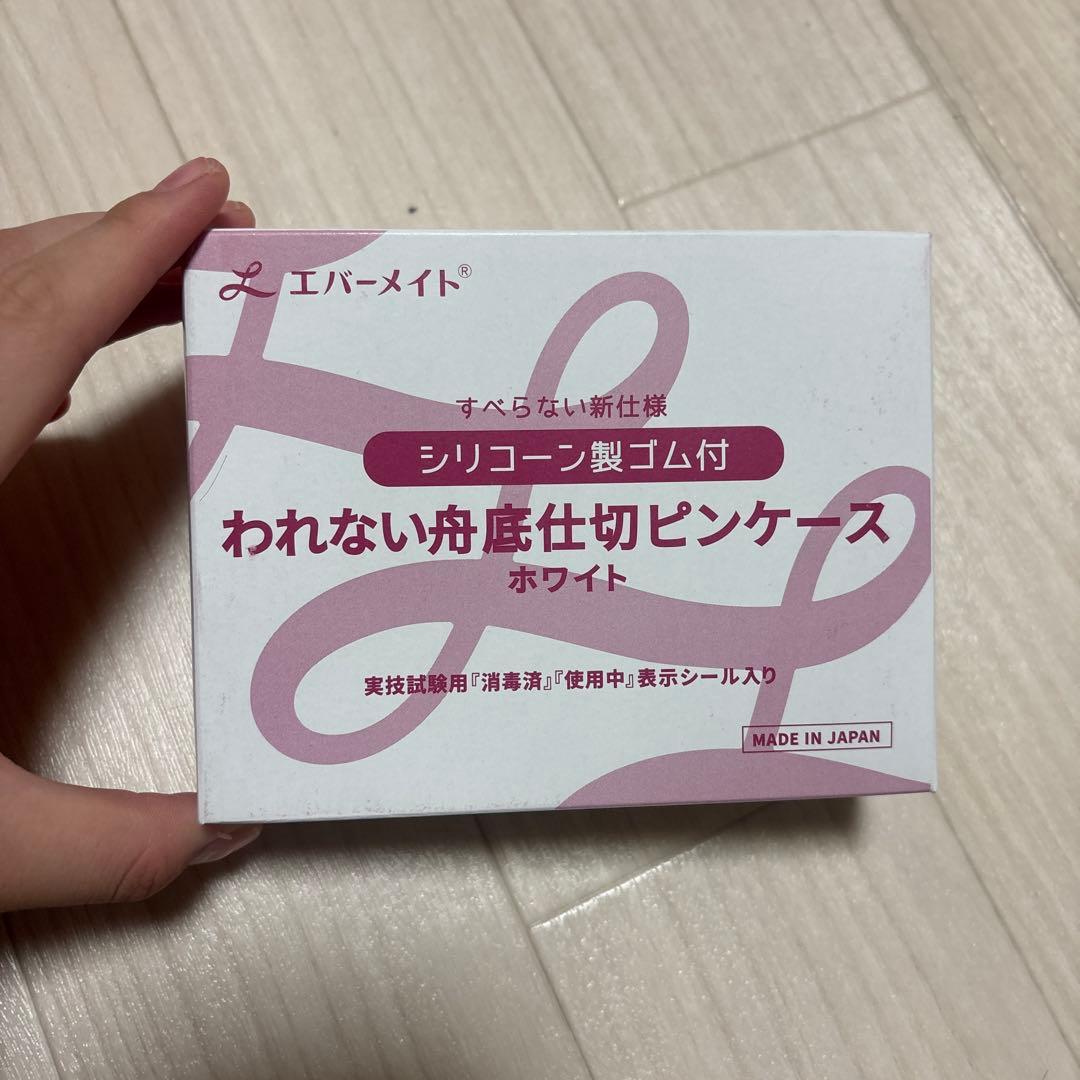 エバーメイト®
すべらない新仕様
シリコーン製ゴム付
われない舟底仕切ピンケース
ホワイト
実技試験用『消毒済』『使用中』表示シール入り
MADE IN JAPAN